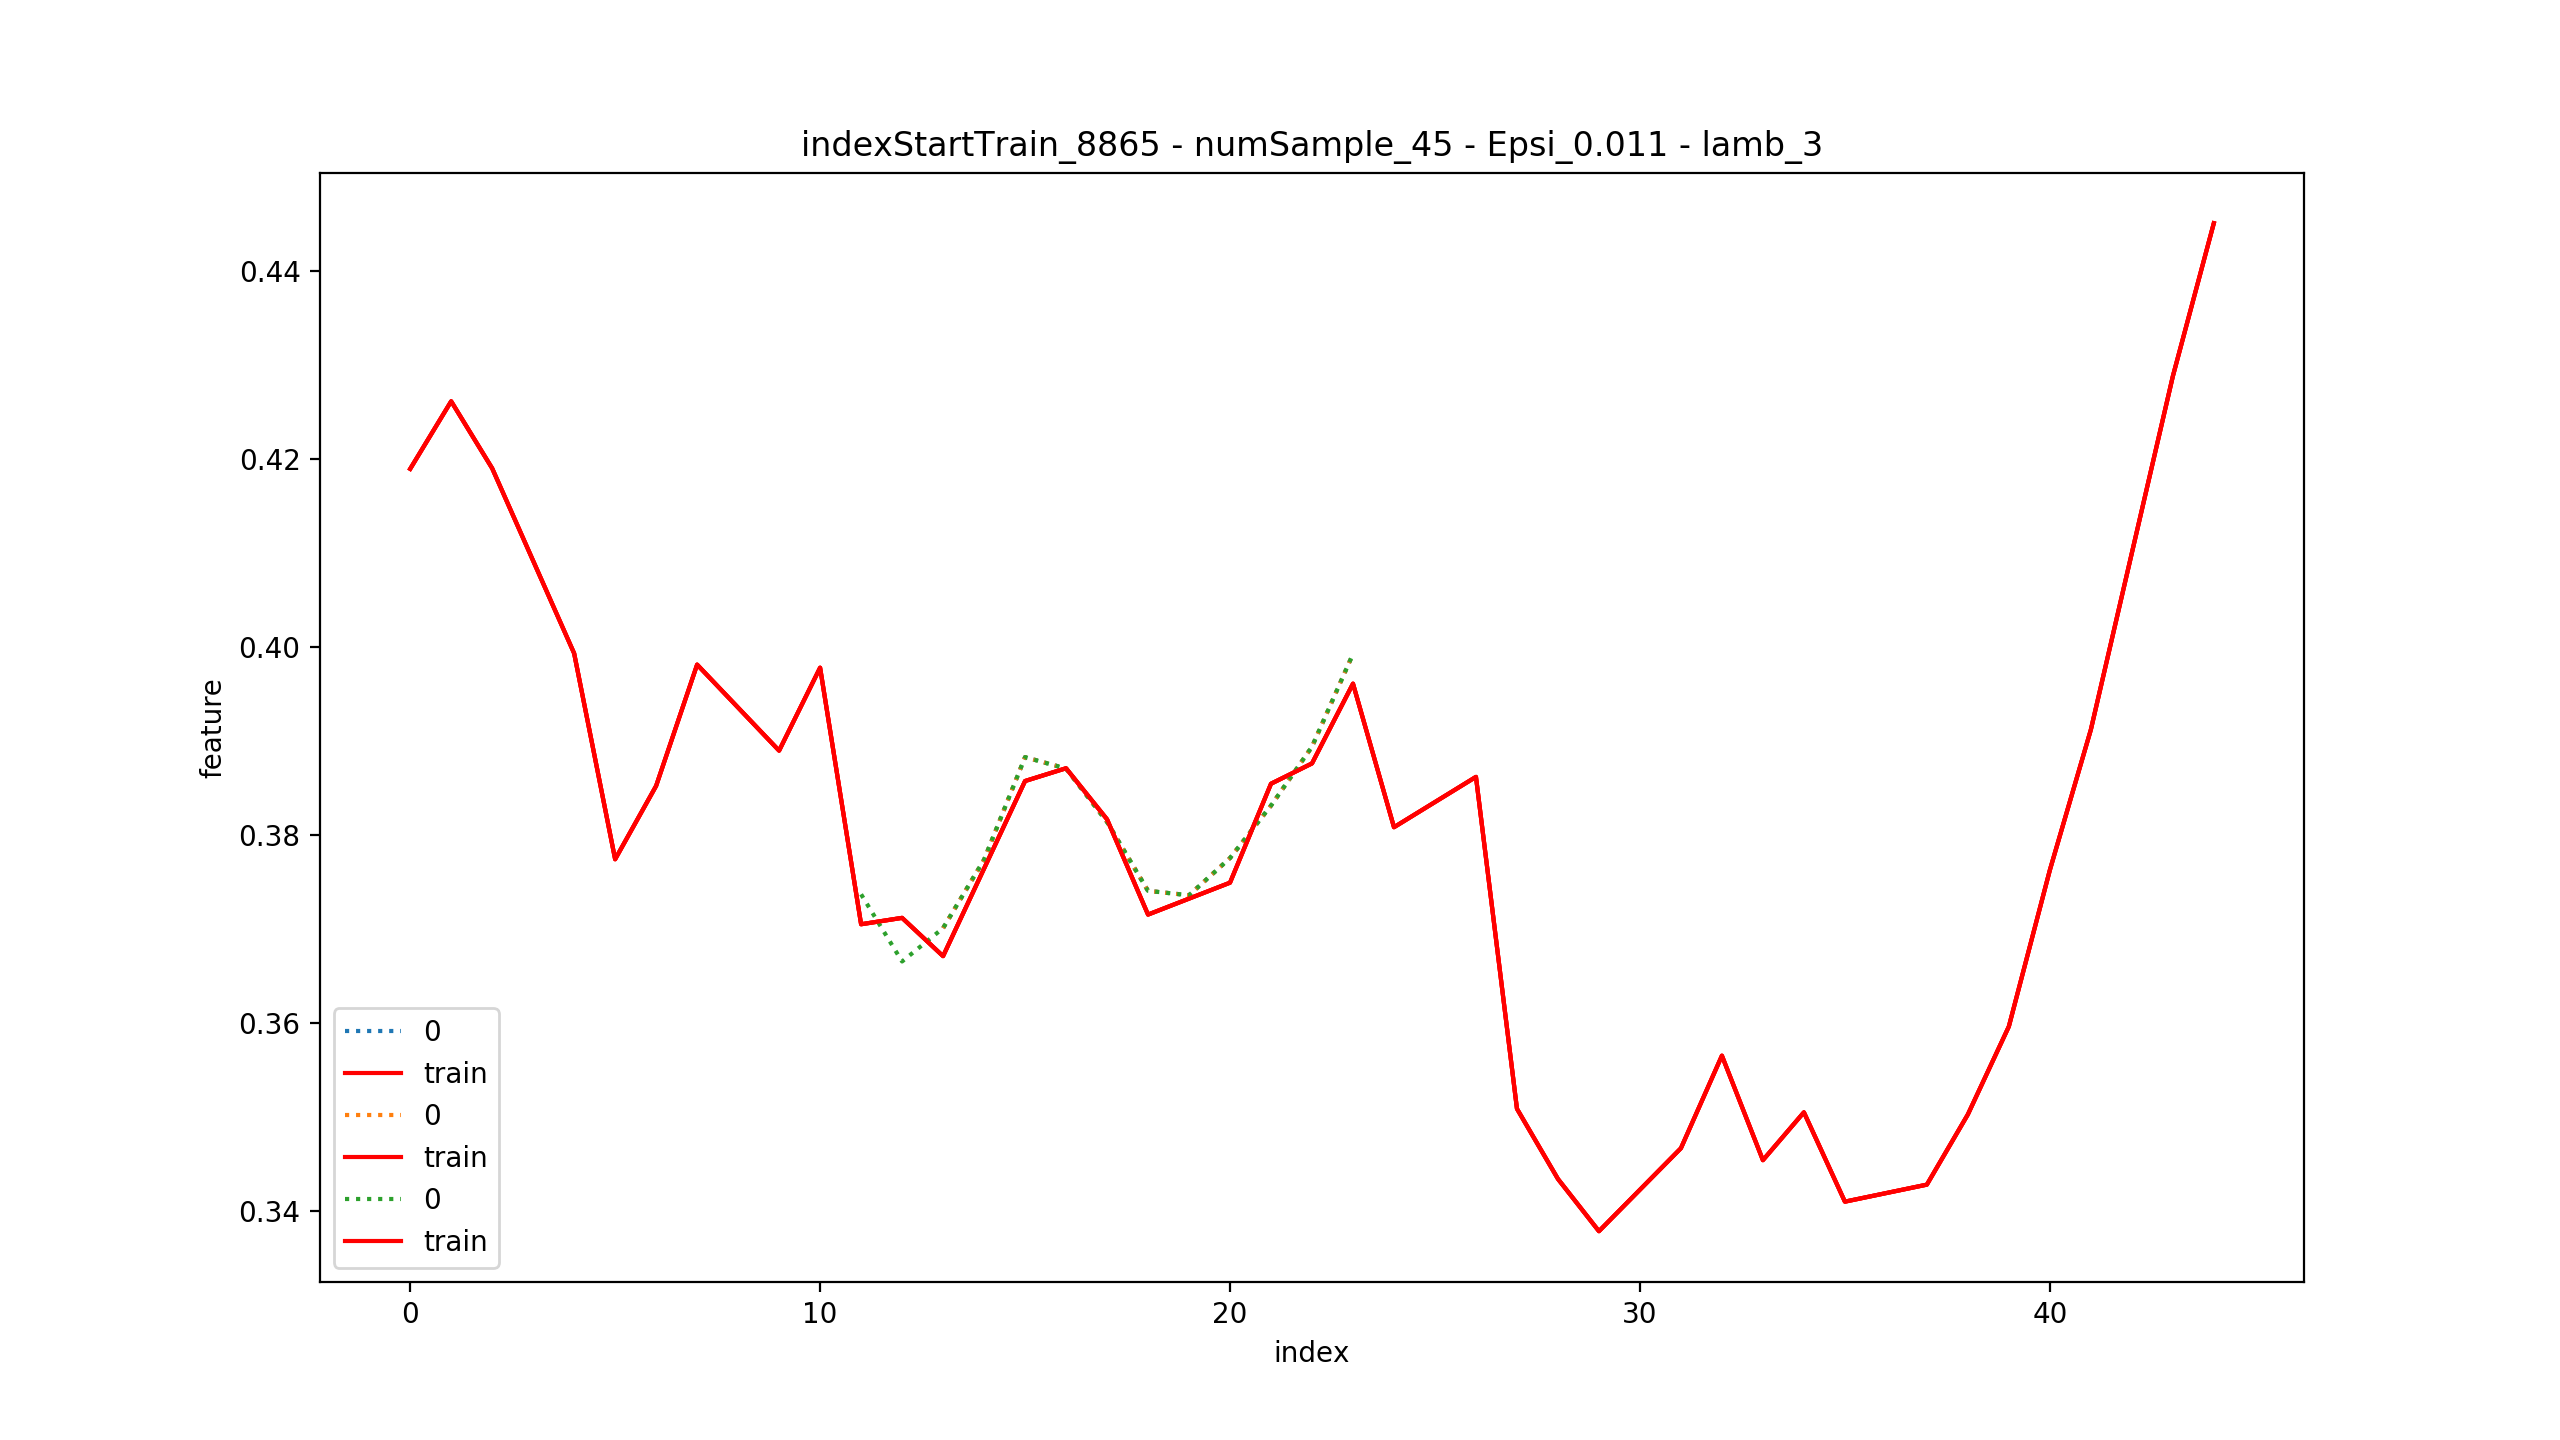 indexStartTrain_8865 - numSample_45 - Epsi_0.011 - lamb_3
0.44
0.42
0.40
0.38
0.36
0.34
feature
0
train
0
train
0
train
0 10 20 30 40
index